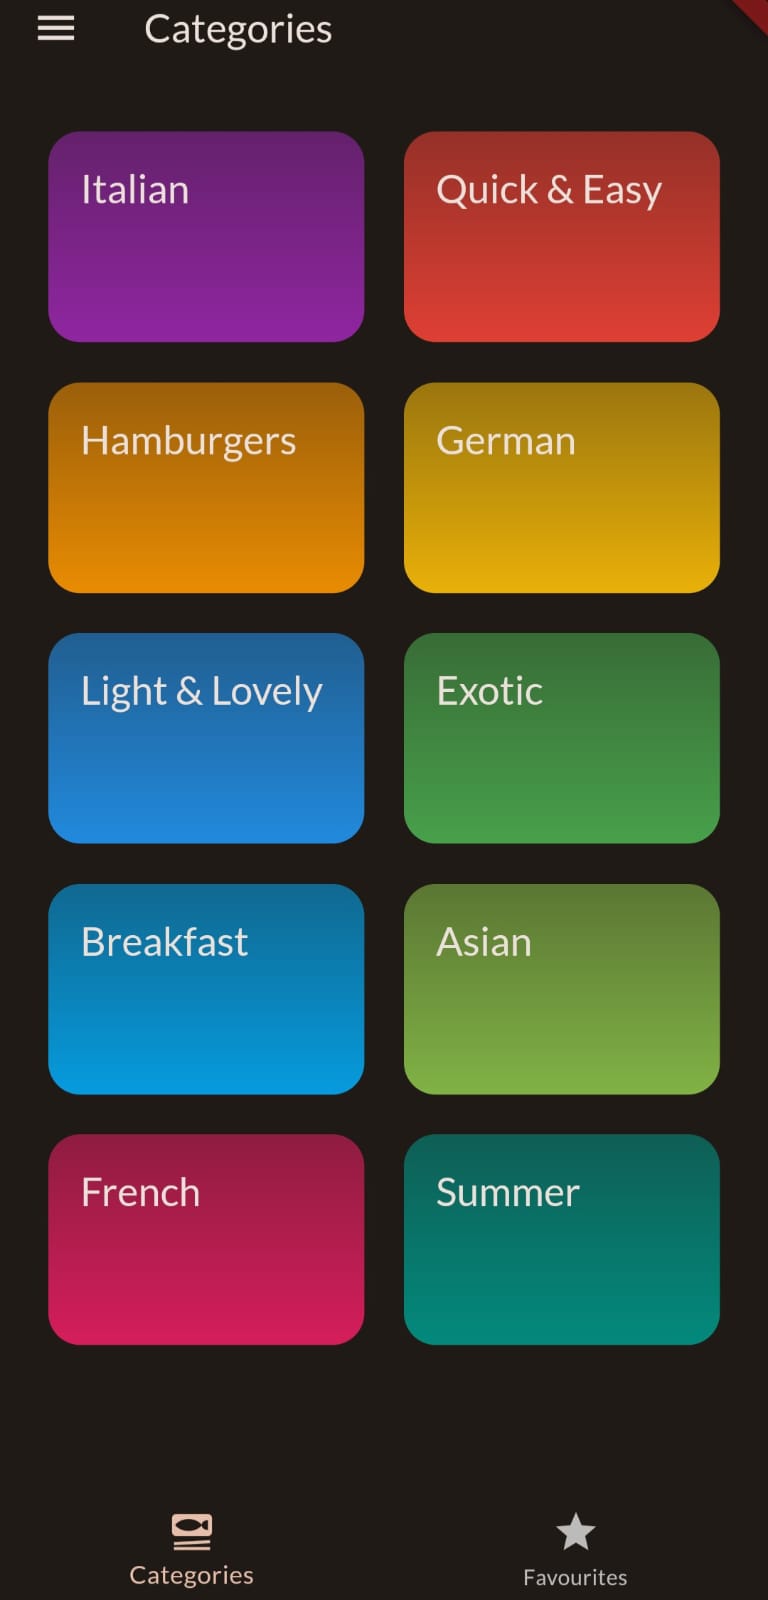 Categories
Italian
Quick & Easy
Hamburgers
German
Light & Lovely
Exotic
Breakfast
Asian
French
Summer
Categories
Favourites